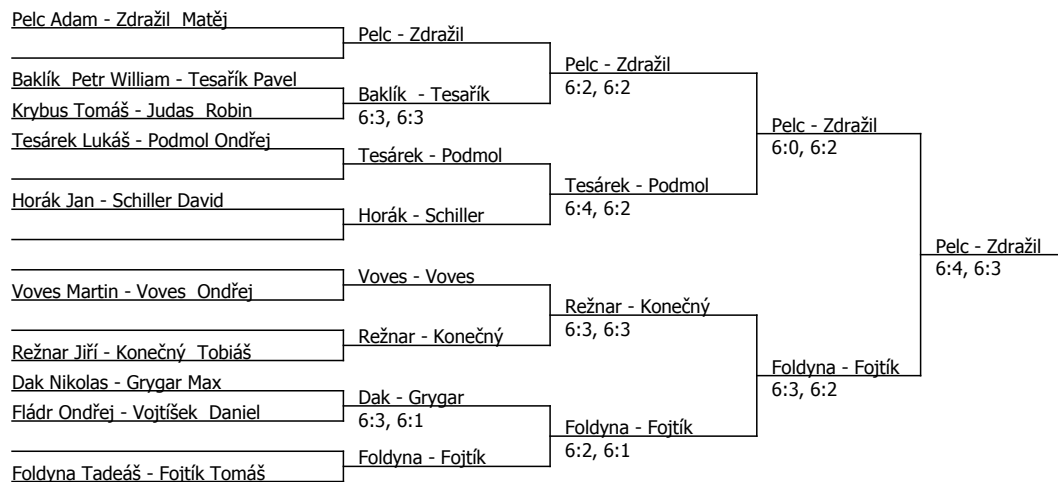 Pelc Adam - Zdražil  Matěj
Pelc - Zdražil
Pelc - Zdražil
6:2, 6:2
Baklík  Petr William - Tesařík Pavel
Baklík  - Tesařík
6:3, 6:3
Krybus Tomáš - Judas  Robin
Pelc - Zdražil
6:0, 6:2
Tesárek Lukáš - Podmol Ondřej
Tesárek - Podmol
Tesárek - Podmol
6:4, 6:2
Horák Jan - Schiller David
Horák - Schiller
Pelc - Zdražil
6:4, 6:3
Voves - Voves
Voves Martin - Voves  Ondřej
Režnar - Konečný
6:3, 6:3
Režnar - Konečný
Režnar Jiří - Konečný  Tobiáš
Foldyna - Fojtík
6:3, 6:2
Dak Nikolas - Grygar Max
Dak - Grygar
6:3, 6:1
Fládr Ondřej - Vojtíšek  Daniel
Foldyna - Fojtík
6:2, 6:1
Foldyna - Fojtík
Foldyna Tadeáš - Fojtík Tomáš